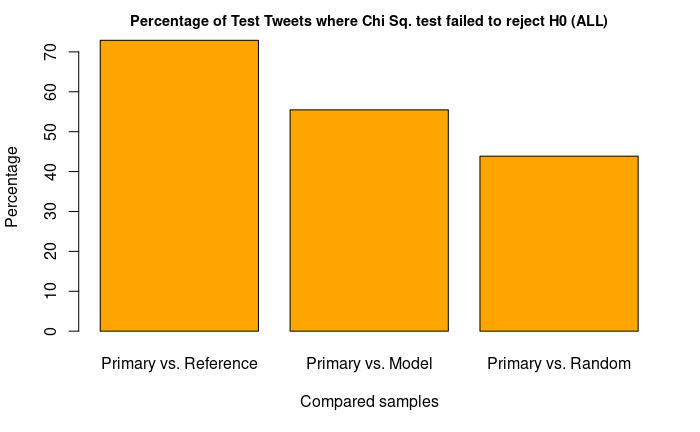 Percentage of Test Tweets where Chi Sq. test failed to reject H0 (ALL)
Percentage
70
60
50
40
30
20
10
0
Primary vs. Reference Primary vs. Model Primary vs. Random
Compared samples